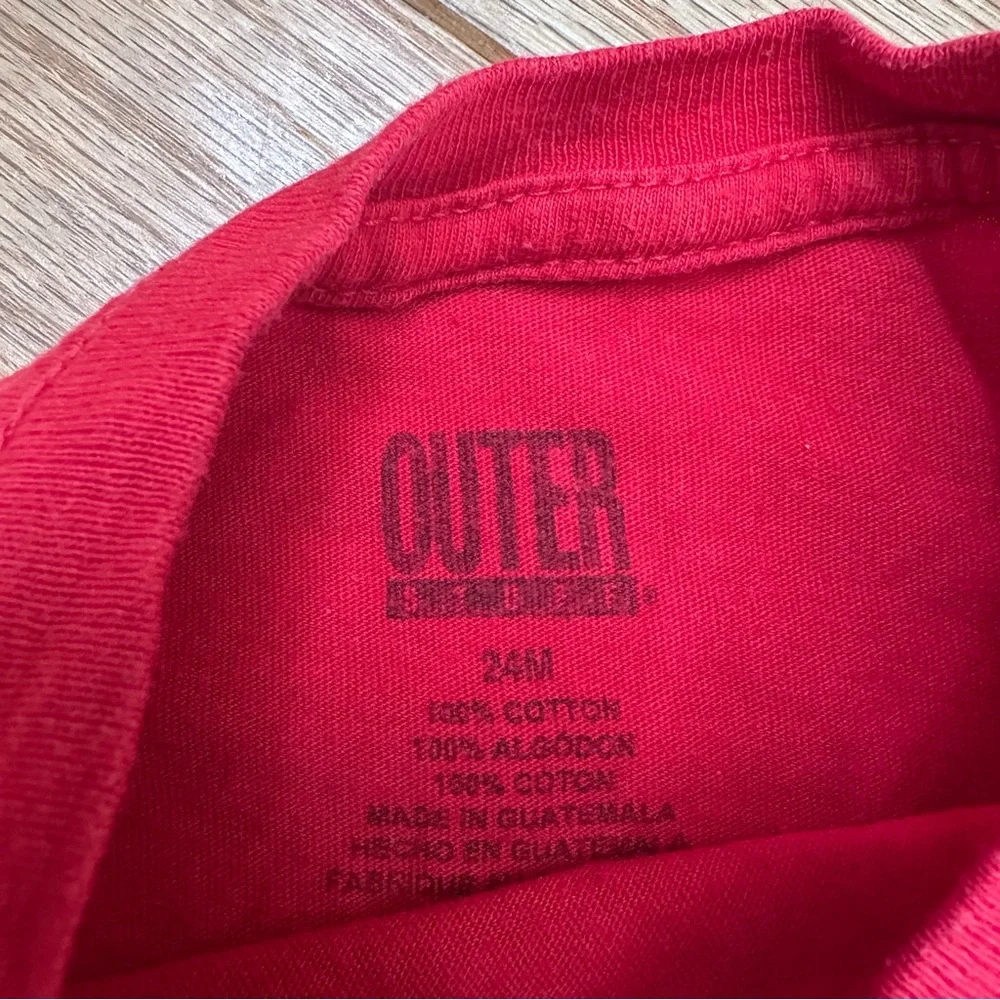 OUTER
24M
100% COTTON
100% ALGODON
100% COTON
MADE IN GUATEMALA
HECHO EN GUATEMALA